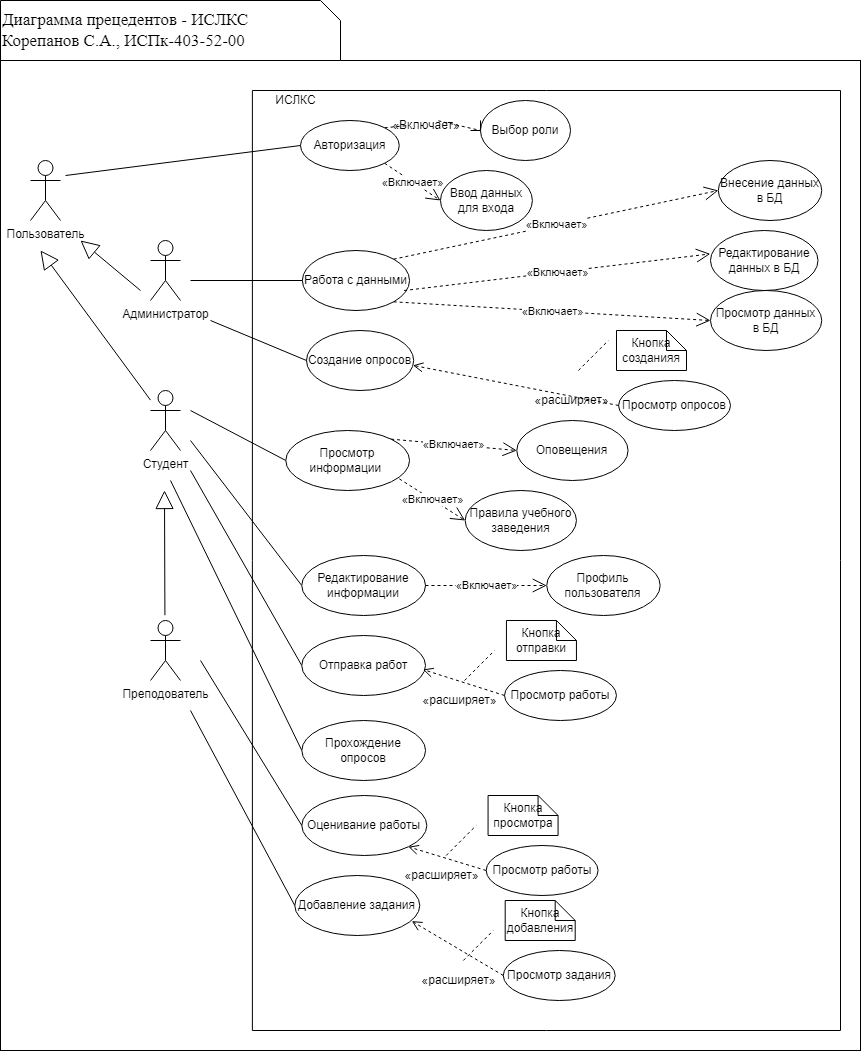 Диаграмма прецедентов - ИСЛКС
Корепанов С.А., ИСПк-403-52-00
ИСЛКС
Авторизация
«Включает»
Выбор роли
«Включает»
Ввод данных
для входа
Пользователь
Администратор
Работа с данными
«Включает»
Внесение данных
в БД
«Включает»
Редактирование
данных в БД
«Включает»
Просмотр данных
в БД
Создание опросов
Кнопка
созданияя
«расширяет»
Просмотр опросов
Студент
Просмотр
информации
«Включает»
Оповещения
«Включает»
Правила учебного
заведения
Редактирование
информации
«Включает»
Профиль
пользователя
Преподователь
Отправка работ
Кнопка
отправки
«расширяет»
Просмотр работы
Прохождение
опросов
Оценивание работы
Кнопка
просмотра
«расширяет»
Просмотр работы
Добавление задания
Кнопка
добавления
«расширяет»
Просмотр задания